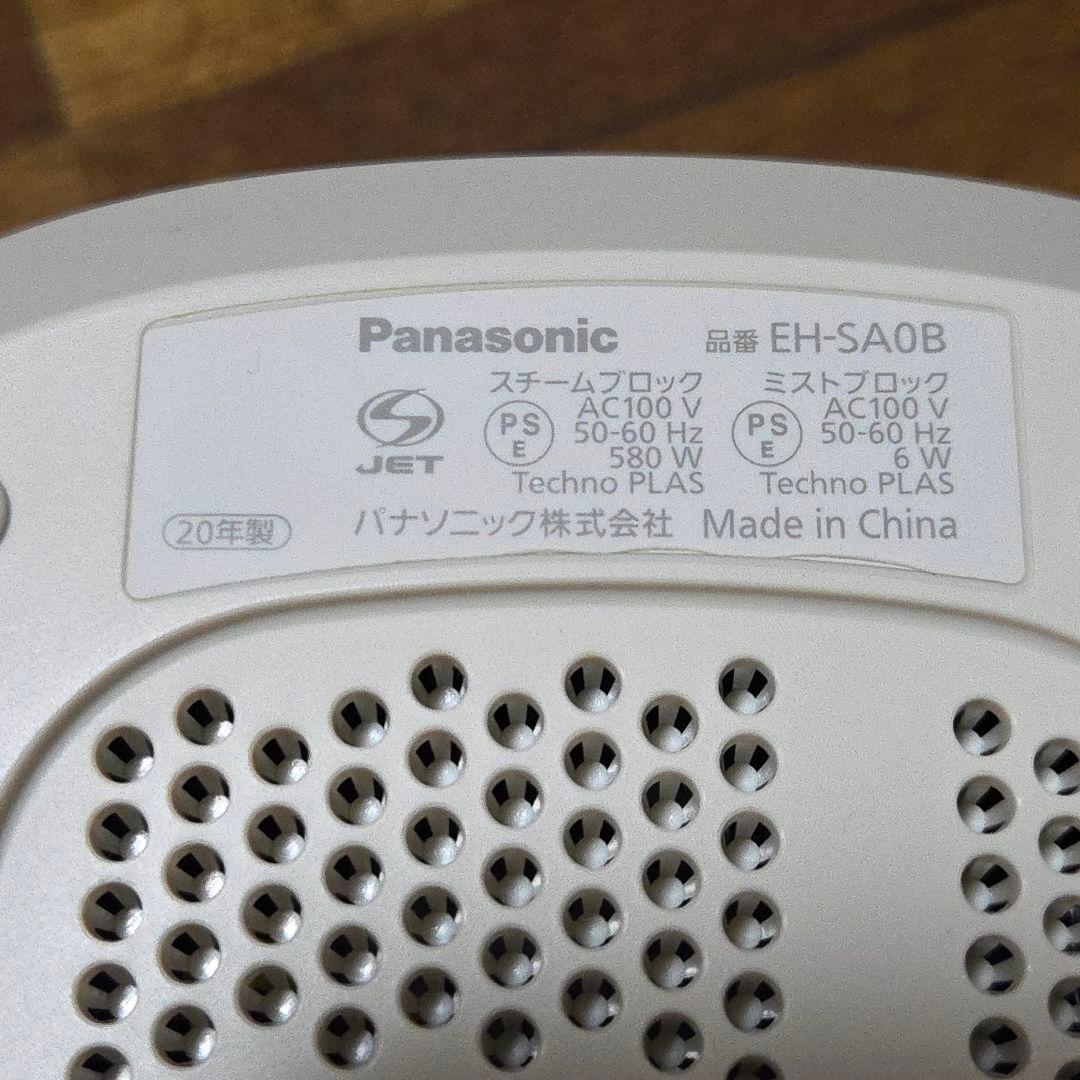 Panasonic 品番 EH-SA0B
スチームブロック ミストブロック
PSE AC100 V PSE AC100 V
50-60 Hz 50-60 Hz
JET 580 W 6 W
Techno PLAS Techno PLAS
20年製 パナソニック株式会社 Made in China